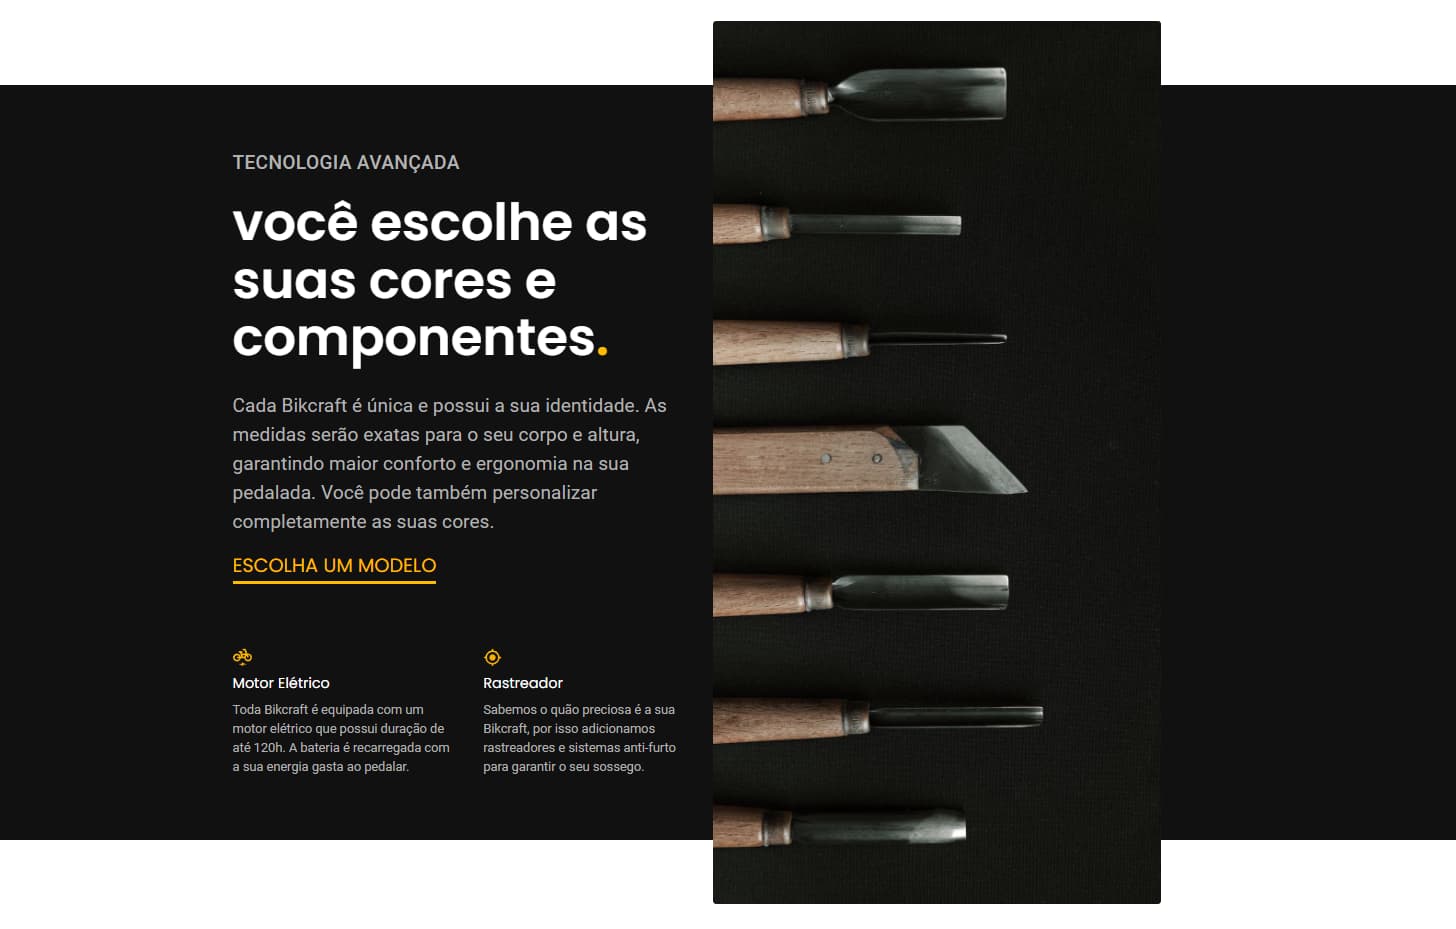 TECNOLOGIA AVANÇADA
você escolhe as
suas cores e
componentes.
Cada Bikcraft é única e possui a sua identidade. As
medidas serão exatas para o seu corpo e altura,
garantindo maior conforto e ergonomia na sua
pedalada. Você pode também personalizar
completamente as suas cores.
ESCOLHA UM MODELO
Motor Elétrico
Toda Bikcraft é equipada com um
motor elétrico que possui duração de
até 120h. A bateria é recarregada com
a sua energia gasta ao pedalar.
Rastreador
Sabemos o quão preciosa é a sua
Bikcraft, por isso adicionamos
rastreadores e sistemas anti-furto
para garantir o seu sossego.